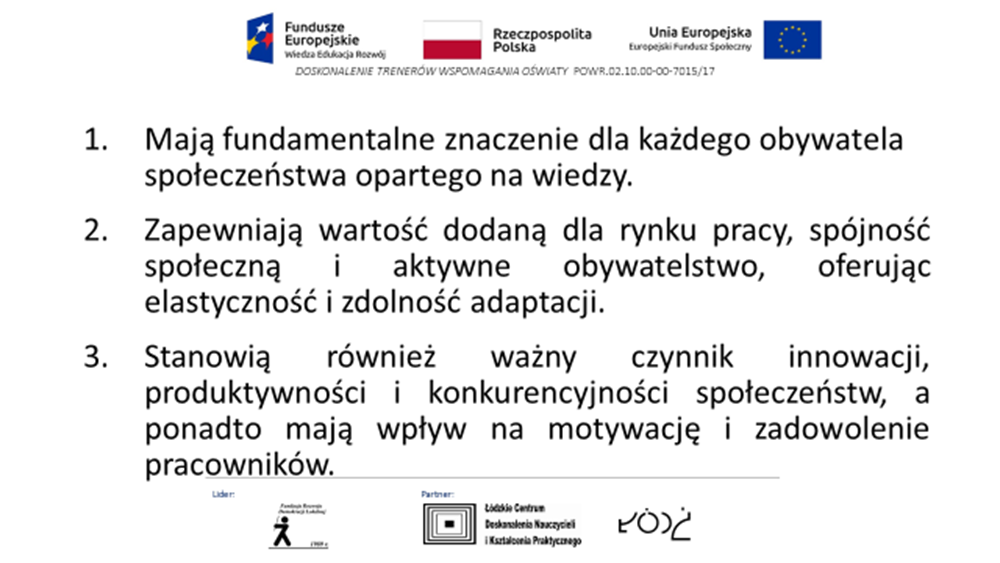 Fundusze
Europejskie
Wiedza Edukacja Rozwój
Rzeczpospolita
Polska
Unia Europejska
Europejski Fundusz Społeczny
DOSKONALENIE TRENERÓW WSPOMAGANIA OŚWIATY POWR.02.10.00-00-7015/17
1. Mają fundamentalne znaczenie dla każdego obywatela
społeczeństwa opartego na wiedzy.
2. Zapewniają wartość dodaną dla rynku pracy, spójność
społeczną i aktywne obywatelstwo, oferując
elastyczność i zdolność adaptacji.
3. Stanowią również ważny czynnik innowacji,
produktywności i konkurencyjności społeczeństw, a
ponadto mają wpływ na motywację i zadowolenie
pracowników.
Lider:
Fundacja Rozwoju
Demokracji Lokalnej
1989 r.
Partner:
Łódzkie Centrum
Doskonalenia Nauczycieli
i Kształcenia Praktycznego
ŁÓDŹ